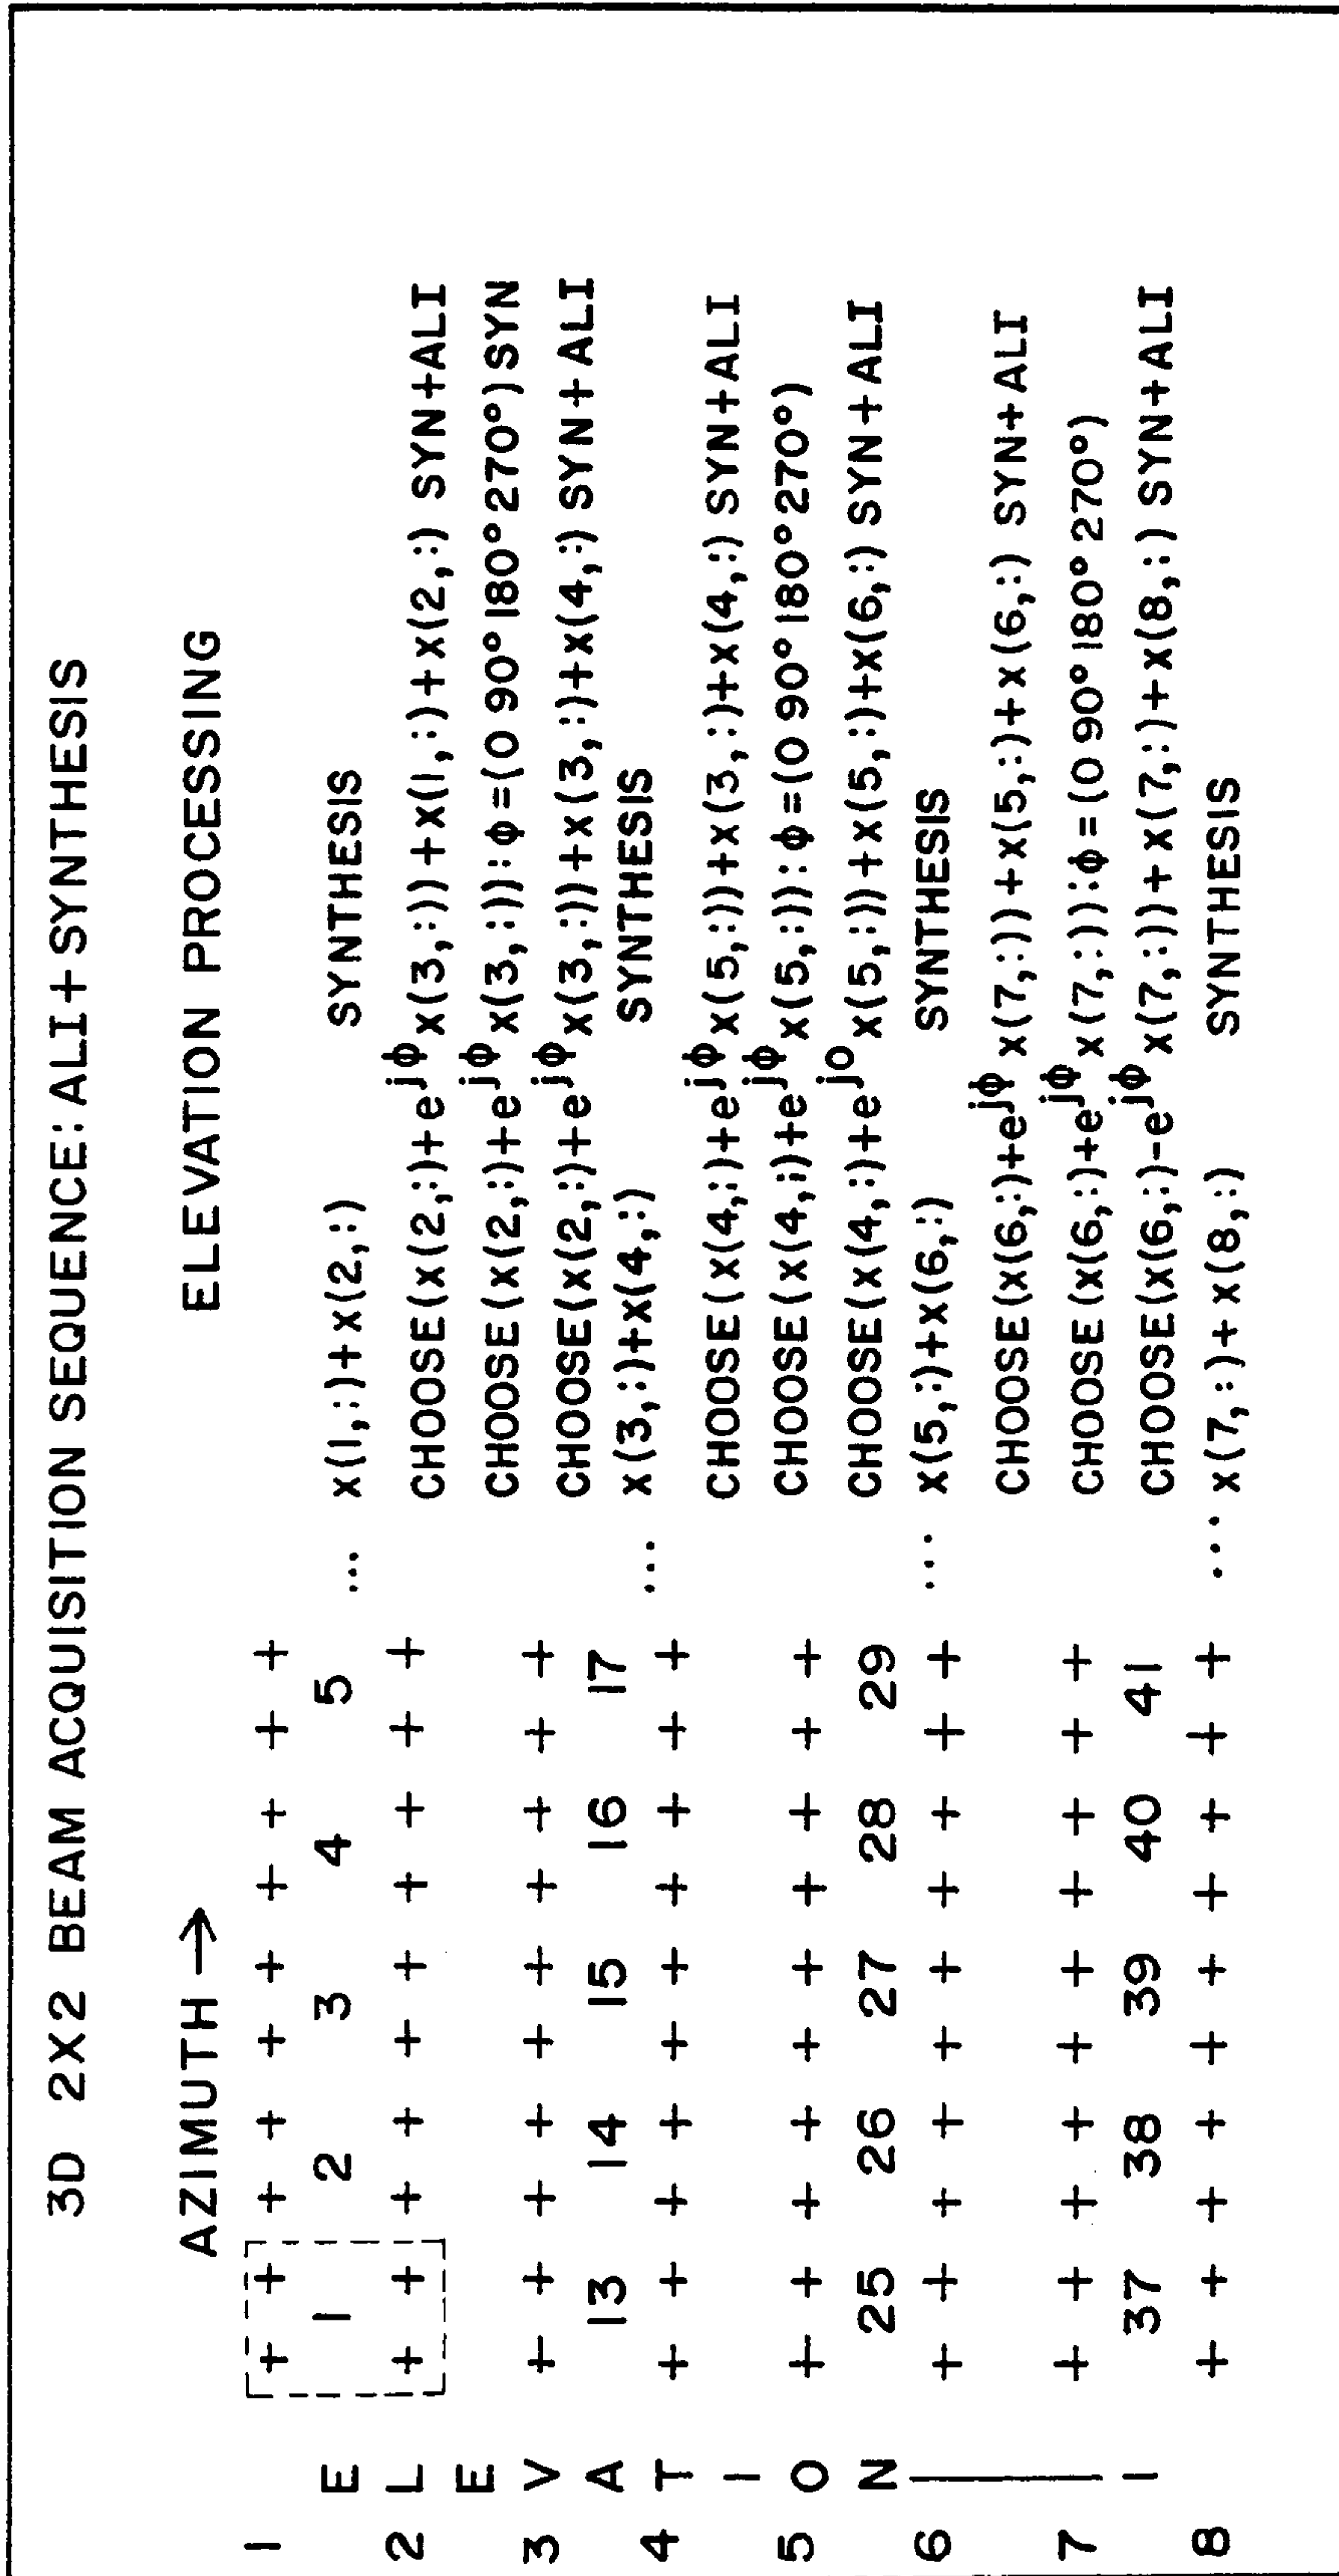 3D 2X2 BEAM ACQUISITION SEQUENCE: ALI+SYNTHESIS
AZIMUTH → ELEVATION PROCESSING
1 + + + + + + + + + +
E 1 2 3 4 5 ... x(1,:)+x(2,:) SYNTHESIS
2 L + + + + + + + + + + CHOOSE(x(2,:)+e^jϕ x(3,:))+x(1,:)+x(2,:) SYN+ALI
E CHOOSE(x(2,:)+e^jϕ x(3,:)):ϕ=(0 90°180°270°)SYN
3 V + + + + + + + + + + CHOOSE(x(2,:)+e^jϕ x(3,:))+x(3,:)+x(4,:) SYN+ALI
A 13 14 15 16 17 ... x(3,:)+x(4,:) SYNTHESIS
4 T + + + + + + + + + +
I CHOOSE(x(4,:)+e^jϕ x(5,:))+x(3,:)+x(4,:) SYN+ALI
5 O + + + + + + + + + + CHOOSE(x(4,:)+e^jϕ x(5,:)):ϕ=(0 90°180°270°)
N 25 26 27 28 29 CHOOSE(x(4,:)+e^jO x(5,:))+x(5,:)+x(6,:) SYN+ALI
6 + + + + + + + + + + ... x(5,:)+x(6,:) SYNTHESIS
CHOOSE(x(6,:)+e^jϕ x(7,:))+x(5,:)+x(6,:) SYN+ALI
7 + + + + + + + + + + CHOOSE(x(6,:)+e^jϕ x(7,:)):ϕ=(0 90°180°270°)
37 38 39 40 41 CHOOSE(x(6,:)-e^jϕ x(7,:))+x(7,:)+x(8,:) SYN+ALI
8 + + + + + + + + + + ... x(7,:)+x(8,:) SYNTHESIS